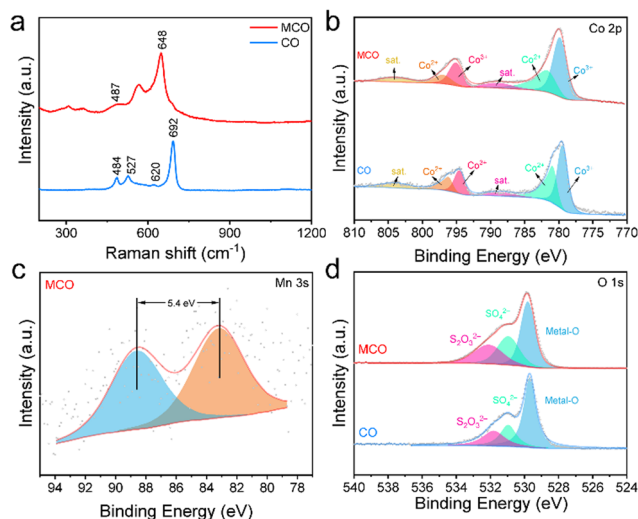 a
MCO
CO
648
487
692
484
527
620
Intensity (a.u.)
300 600 900 1200
Raman shift (cm⁻¹)
b
Co 2p
MCO
sat.
Co²⁺
Co³⁺
sat.
Co²⁺
Co³⁺
CO
sat.
Co²⁺
Co²⁺
sat.
Co²⁺
Co³⁺
Intensity (a.u.)
810 805 800 795 790 785 780 775 770
Binding Energy (eV)
c
MCO
Mn 3s
5.4 eV
Intensity (a.u.)
94 92 90 88 86 84 82 80 78
Binding Energy (eV)
d
O 1s
MCO
S₂O₃²⁻
SO₄²⁻
Metal-O
CO
S₂O₃²⁻
SO₄²⁻
Metal-O
Intensity (a.u.)
540 538 536 534 532 530 528 526 524
Binding Energy (eV)